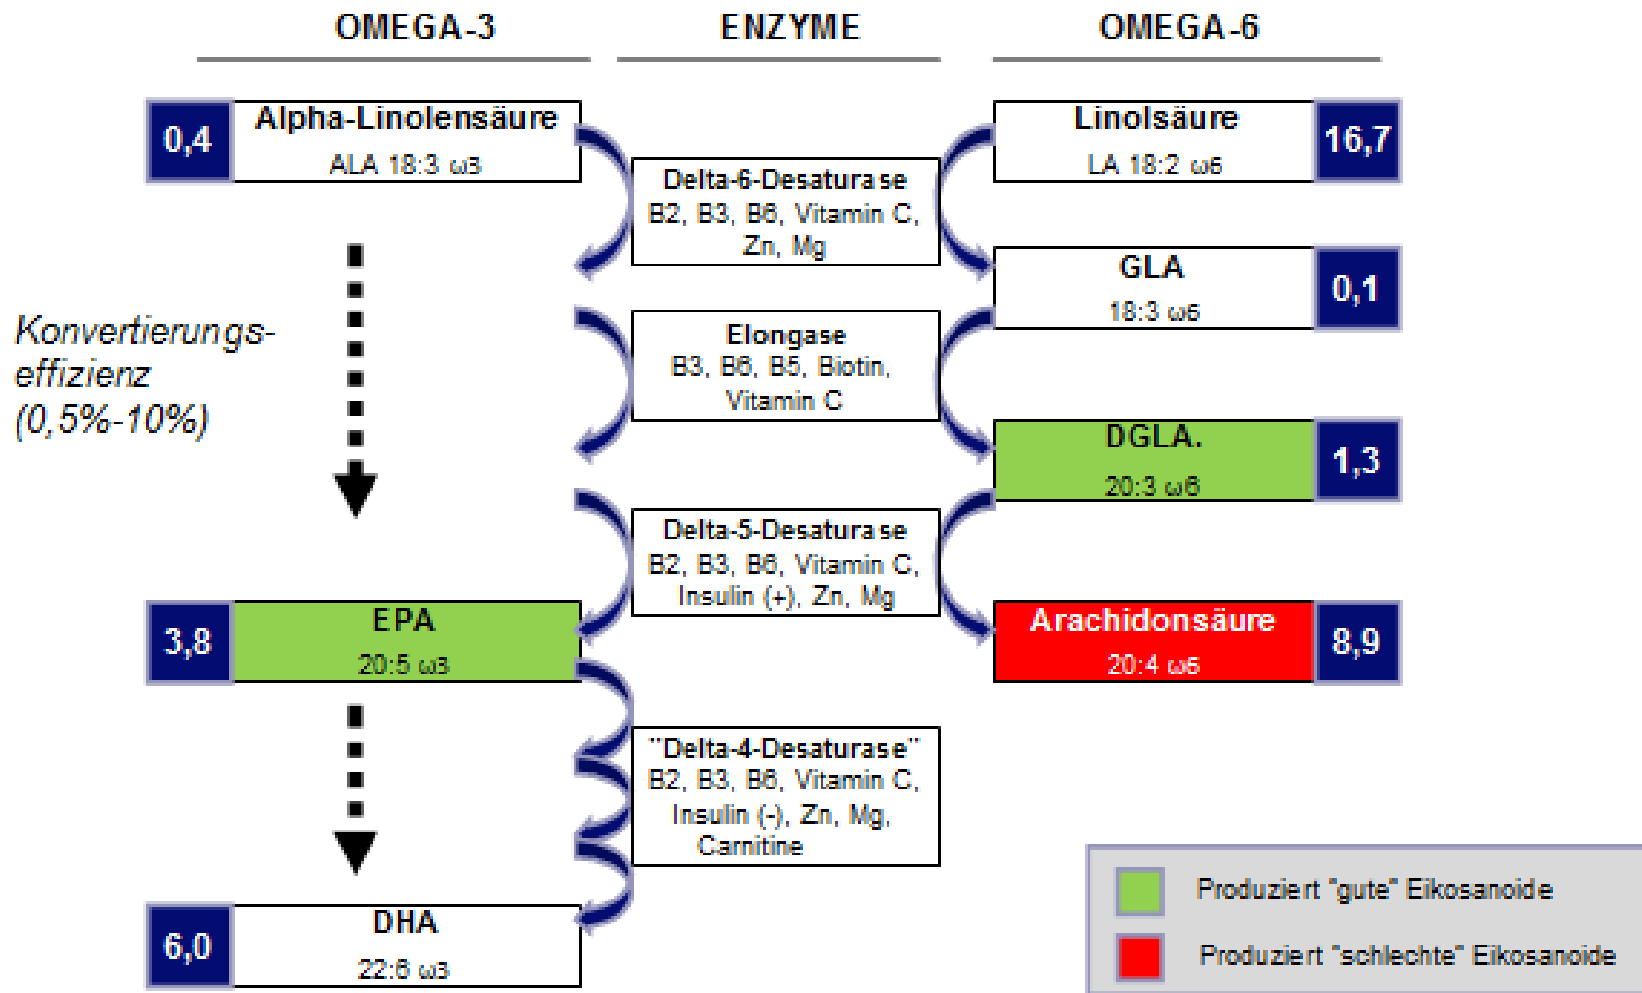 OMEGA-3
ENZYME
OMEGA-6
0,4
Alpha-Linolensäure
ALA 18:3 ω3
Linolsäure
LA 18:2 ω6
16,7
Delta-6-Desaturase
B2, B3, B6, Vitamin C,
Zn, Mg
GLA
18:3 ω6
0,1
Konvertierungs-
effizienz
(0,5%-10%)
Elongase
B3, B6, B5, Biotin,
Vitamin C
DGLA.
20:3 ω6
1,3
Delta-5-Desaturase
B2, B3, B6, Vitamin C,
Insulin (+), Zn, Mg
3,8
EPA
20:5 ω3
Arachidonsäure
20:4 ω6
8,9
"Delta-4-Desaturase"
B2, B3, B6, Vitamin C,
Insulin (-), Zn, Mg,
Carnitine
6,0
DHA
22:6 ω3
Produziert "gute" Eikosanoide
Produziert "schlechte" Eikosanoide